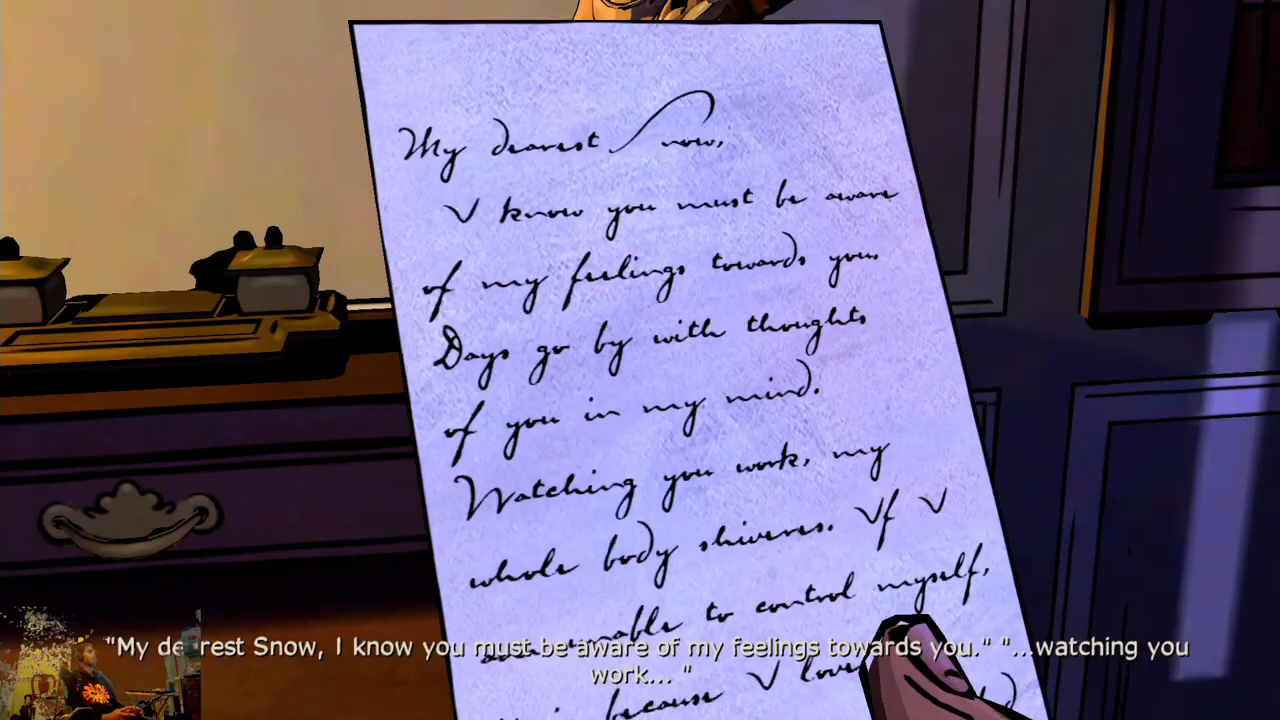 My dearest Snow,
I know you must be aware
of my feelings towards you.
Days go by with thoughts
of you in my mind.
Watching you work, my
whole body shivers. If I
unable to control myself,
because I love
"My dearest Snow, I know you must be aware of my feelings towards you." "...watching you
work... "